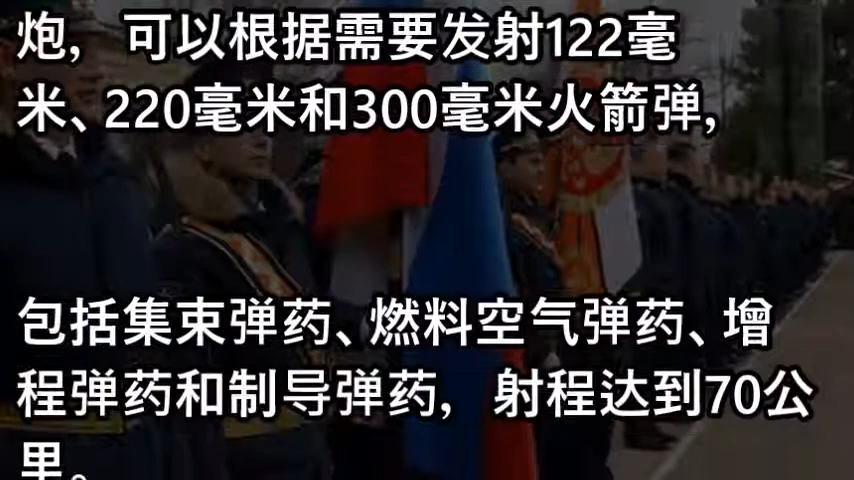 炮，可以根据需要发射122毫
米、220毫米和300毫米火箭弹，
包括集束弹药、燃料空气弹药、增
程弹药和制导弹药，射程达到70公
里。